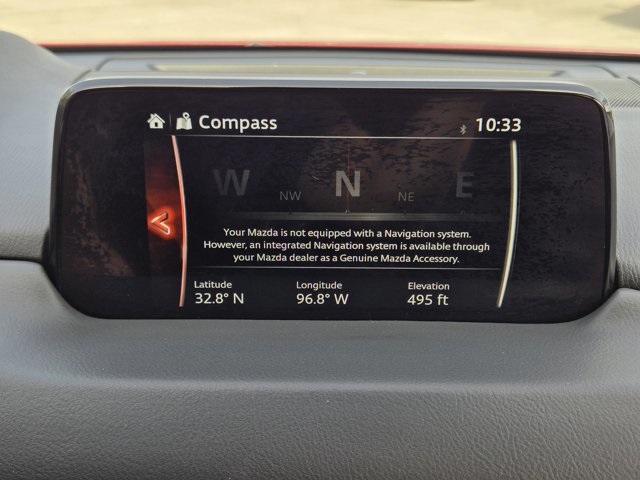 Compass 10:33
W NW N NE E
Your Mazda is not equipped with a Navigation system.
However, an integrated Navigation system is available through
your Mazda dealer as a Genuine Mazda Accessory.
Latitude Longitude Elevation
32.8° N 96.8° W 495 ft